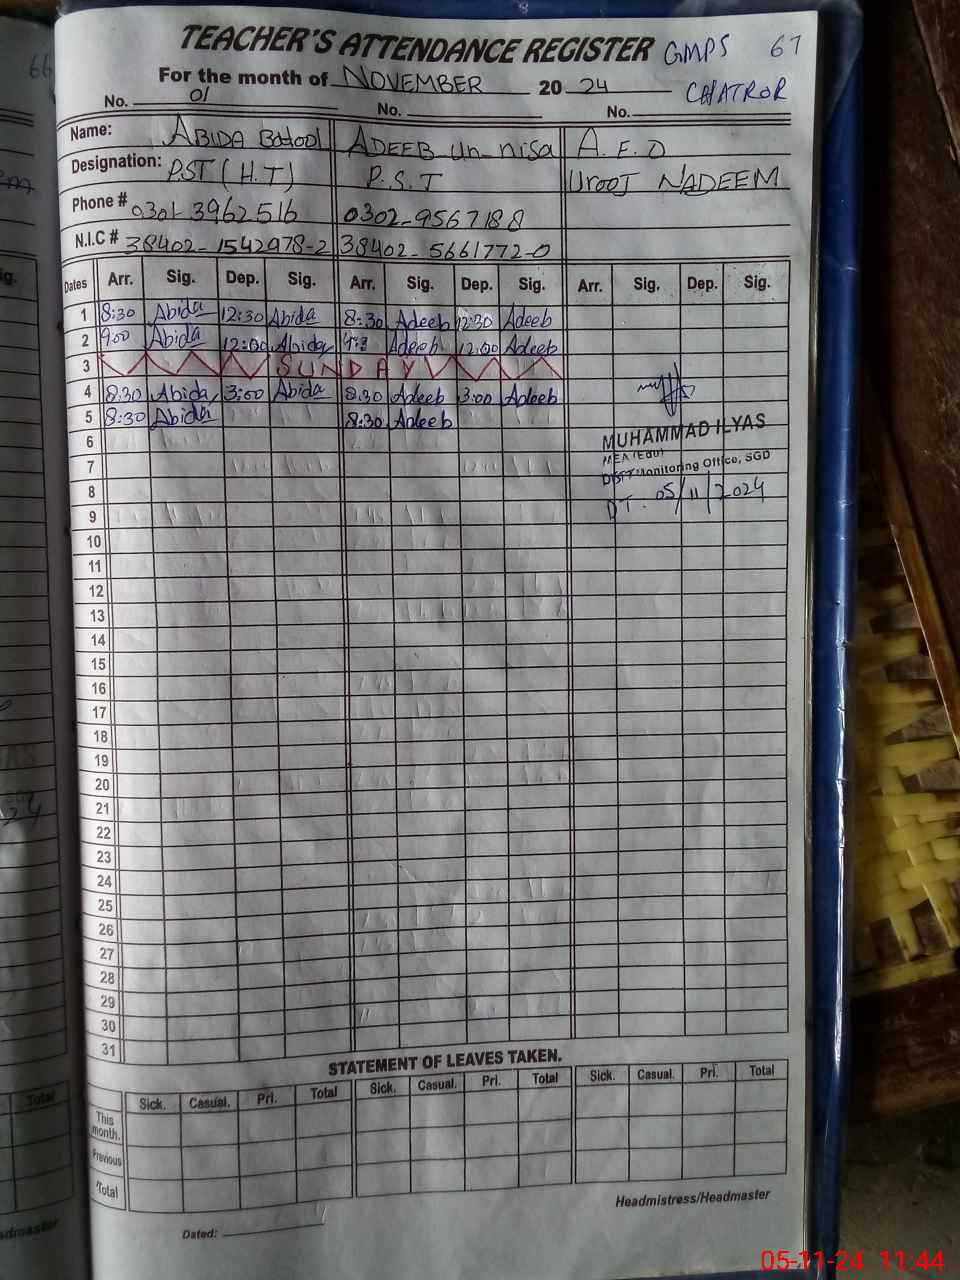 TEACHER'S ATTENDANCE REGISTER GMPS 67
For the month of NOVEMBER 20 24 CHATROR
No. 01 No. No.
Name: ABIDA Batool ADEEB-un-nisa A.E.O
Designation: P.ST (H.T) P.S.T Urooj NADEEM
Phone # 0301-3962516 0302-9567188
N.I.C # 38402-1542978-2 38402-5661772-0
Dates Arr. Sig. Dep. Sig. Arr. Sig. Dep. Sig. Arr. Sig. Dep. Sig.
1 8:30 Abida 12:30 Abida 8:30 Adeeb 12:30 Adeeb
2 9:00 Abida 12:00 Abida Adeeb 12:00 Adeeb
3 SUNDAY
4 8:30 Abida 3:00 Abida 8:30 Adeeb 3:00 Adeeb
5 8:30 Abida 8:30 Adeeb
MUHAMMAD ILYAS
MEA (Edu)
Distt Monitoring Office, SGD
DT. 05/11/2024
6
7
8
9
10
11
12
13
14
15
16
17
18
19
20
21
22
23
24
25
26
27
28
29
30
31
STATEMENT OF LEAVES TAKEN.
Sick. Casual. Pri. Total Sick. Casual. Pri. Total Sick. Casual. Pri. Total
This month.
Previous
Total
Headmistress/Headmaster
Dated:
66
Total
05-11-24 11:44